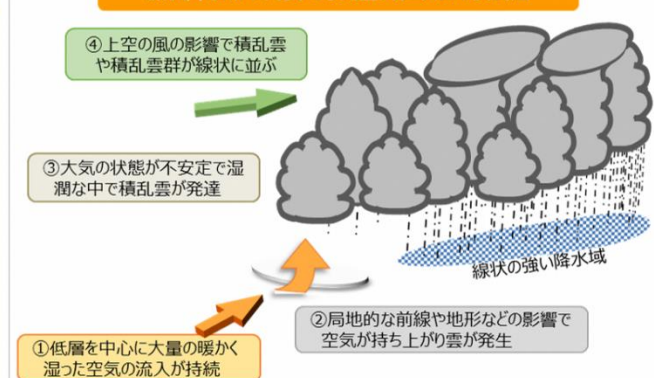 ④上空の風の影響で積乱雲
や積乱雲群が線状に並ぶ
③大気の状態が不安定で湿
潤な中で積乱雲が発達
線状の強い降水域
②局地的な前線や地形などの影響で
空気が持ち上がり雲が発生
①低層を中心に大量の暖かく
湿った空気の流入が持続